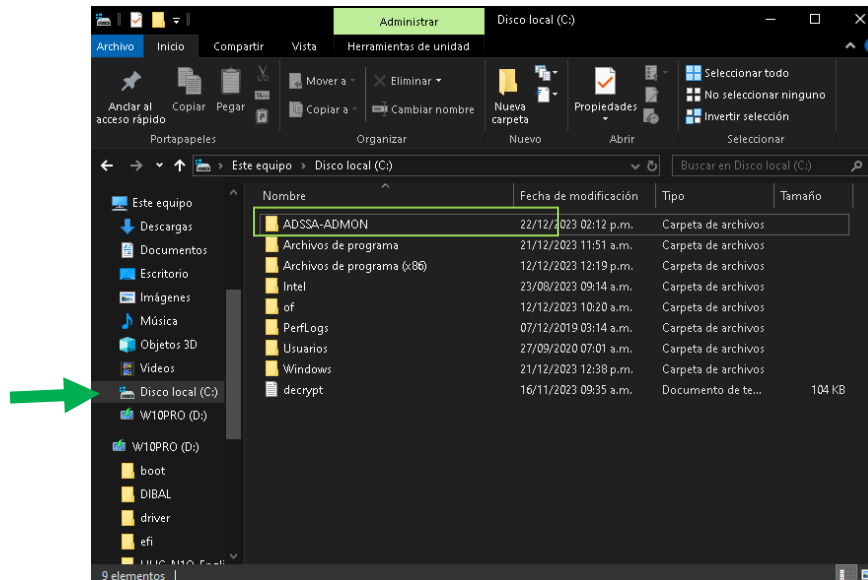 Administrar
Disco local (C:)
Archivo
Inicio
Compartir
Vista
Herramientas de unidad
Anclar al
acceso rápido
Copiar
Pegar
Mover a
Copiar a
Eliminar
Cambiar nombre
Nueva
carpeta
Propiedades
Seleccionar todo
No seleccionar ninguno
Invertir selección
Portapapeles
Organizar
Nuevo
Abrir
Seleccionar
Este equipo > Disco local (C:)
Buscar en Disco local (C:)
Este equipo
Descargas
Documentos
Escritorio
Imágenes
Música
Objetos 3D
Videos
Disco local (C:)
W10PRO (D:)
W10PRO (D:)
boot
DIBAL
driver
efi
Nombre
Fecha de modificación
Tipo
Tamaño
ADSSA-ADMON 22/12/2023 02:12 p.m. Carpeta de archivos
Archivos de programa 21/12/2023 11:51 a.m. Carpeta de archivos
Archivos de programa (x86) 12/12/2023 12:19 p.m. Carpeta de archivos
Intel 23/08/2023 09:14 a.m. Carpeta de archivos
of 12/12/2023 10:20 a.m. Carpeta de archivos
PerfLogs 07/12/2019 03:14 a.m. Carpeta de archivos
Usuarios 27/09/2020 07:01 a.m. Carpeta de archivos
Windows 21/12/2023 12:38 p.m. Carpeta de archivos
decrypt 16/11/2023 09:35 a.m. Documento de te... 104 KB
9 elementos